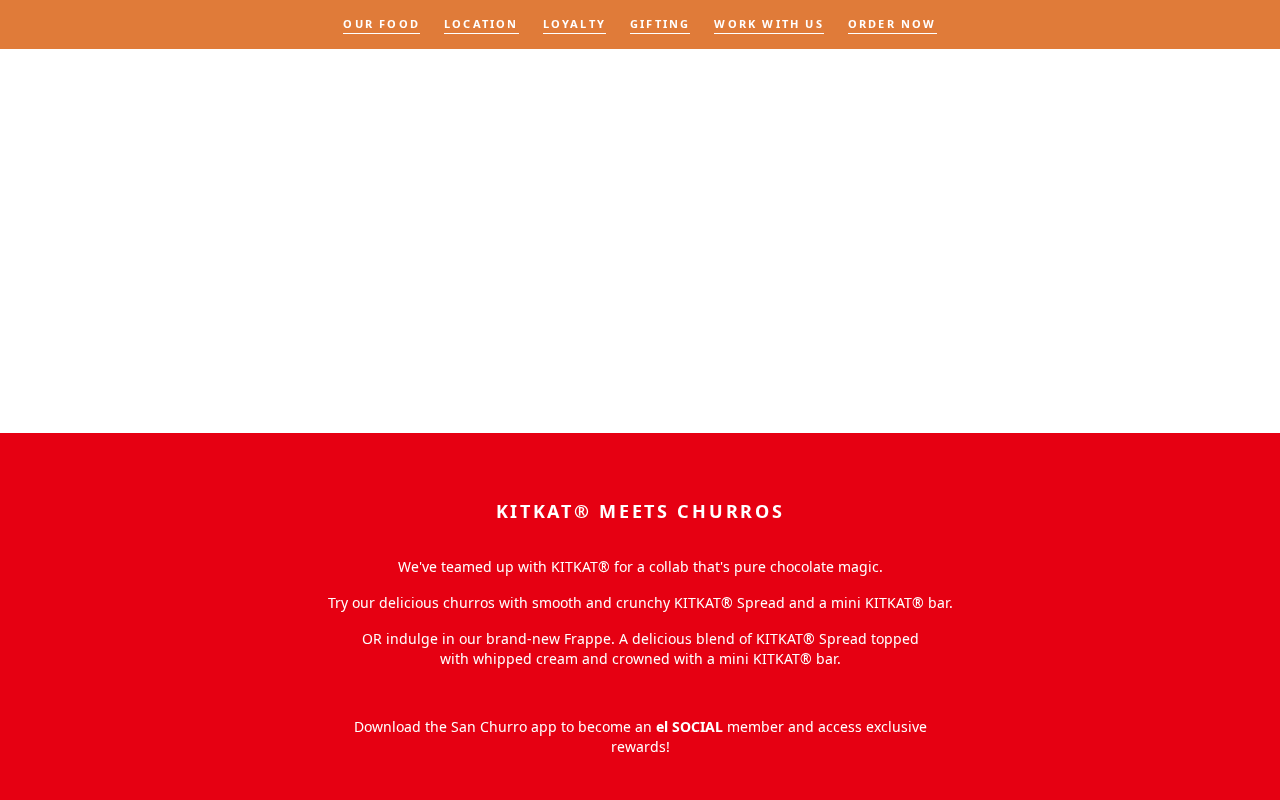 OUR FOOD LOCATION LOYALTY GIFTING WORK WITH US ORDER NOW
KITKAT® MEETS CHURROS
We've teamed up with KITKAT® for a collab that's pure chocolate magic.
Try our delicious churros with smooth and crunchy KITKAT® Spread and a mini KITKAT® bar.
OR indulge in our brand-new Frappe. A delicious blend of KITKAT® Spread topped
with whipped cream and crowned with a mini KITKAT® bar.
Download the San Churro app to become an el SOCIAL member and access exclusive
rewards!